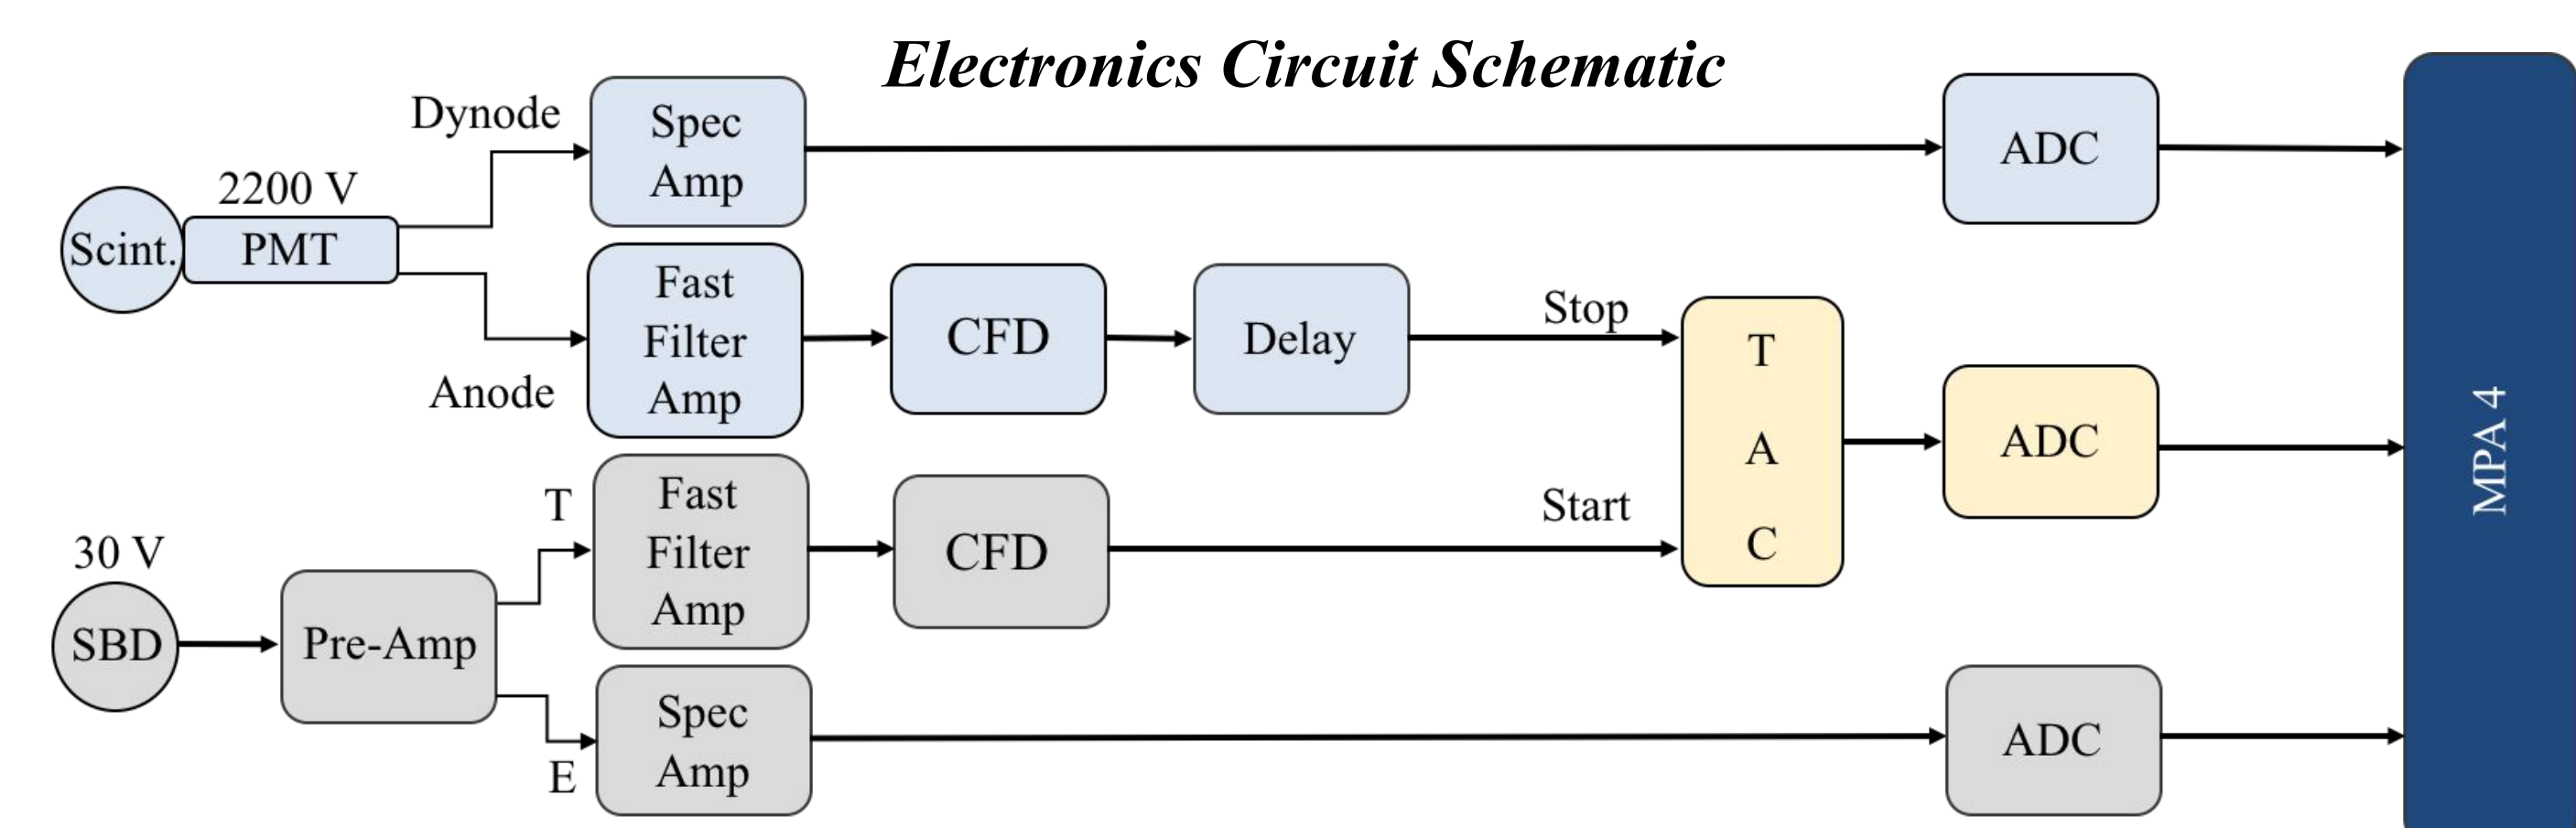 Electronics Circuit Schematic
Dynode
Spec
Amp
ADC
2200 V
Scint.
PMT
Anode
Fast
Filter
Amp
CFD
Delay
Stop
T
A
C
ADC
MPA 4
Start
T
Fast
Filter
Amp
CFD
30 V
SBD
Pre-Amp
E
Spec
Amp
ADC